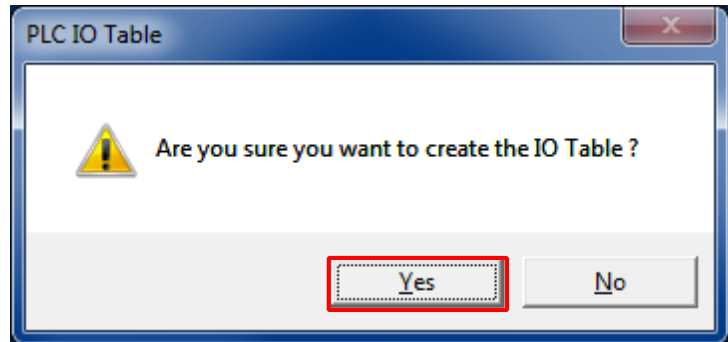 PLC IO Table
Are you sure you want to create the IO Table ?
Yes
No